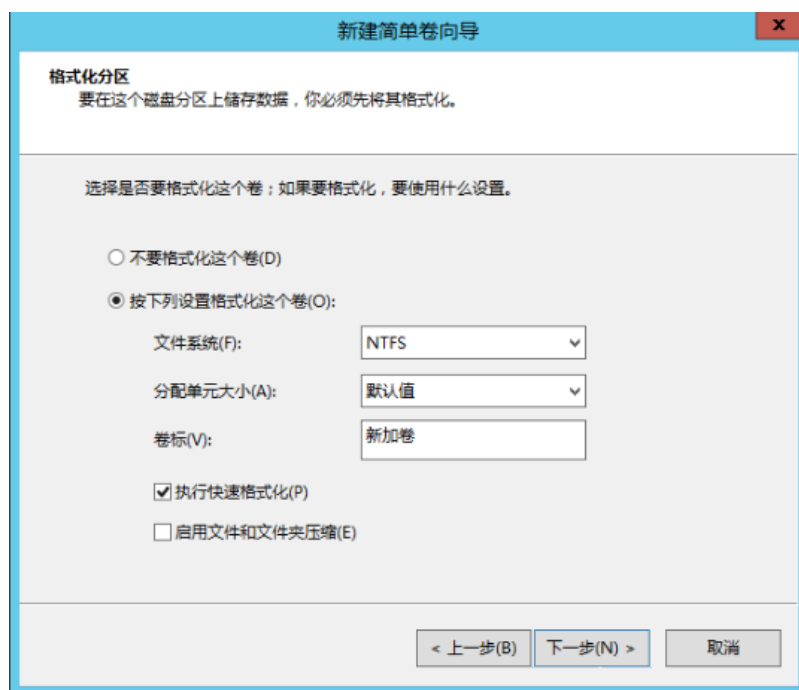 新建简单卷向导
x
格式化分区
要在这个磁盘分区上储存数据，你必须先将其格式化。
选择是否要格式化这个卷；如果要格式化，要使用什么设置。
不要格式化这个卷(D)
按下列设置格式化这个卷(O):
文件系统(F): NTFS
分配单元大小(A): 默认值
卷标(V): 新加卷
执行快速格式化(P)
启用文件和文件夹压缩(E)
< 上一步(B) 下一步(N) > 取消